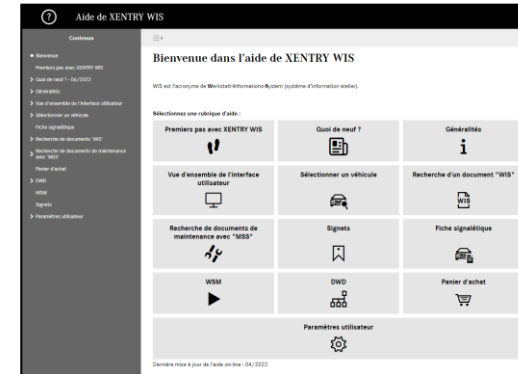 ? Aide de XENTRY WIS
Contenus
Bienvenue
Premiers pas avec XENTRY WIS
Quoi de neuf ? - 06/2022
Généralités
Vue d'ensemble de l'interface utilisateur
Sélectionner un véhicule
Fiche signalétique
Recherche de documents 'WIS'
Recherche de documents de maintenance
avec 'MSS'
Panier d'achat
DWD
WSM
Signets
Paramètres utilisateur
Bienvenue dans l'aide de XENTRY WIS
WIS est l'acronyme de Werkstatt-Informations-System (système d'information atelier).
Sélectionnez une rubrique d'aide :
Premiers pas avec XENTRY WIS
Quoi de neuf ?
Généralités
Vue d'ensemble de l'interface
utilisateur
Sélectionner un véhicule
Recherche d'un document "WIS"
WIS
Recherche de documents de
maintenance avec "MSS"
Signets
Fiche signalétique
WSM
DWD
Panier d'achat
Paramètres utilisateur
Dernière mise à jour de l'aide on-line : 04/2022